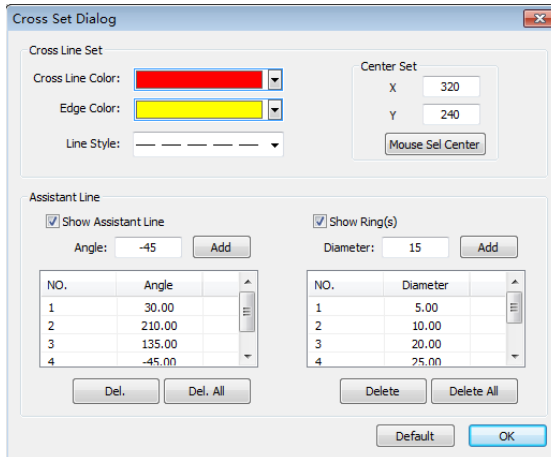 Cross Set Dialog
Cross Line Set
Cross Line Color:
Edge Color:
Line Style:
Center Set
X 320
Y 240
Mouse Sel Center
Assistant Line
Show Assistant Line
Angle: -45 Add
NO. Angle
1 30.00
2 210.00
3 135.00
4 -45.00
Del. Del. All
Show Ring(s)
Diameter: 15 Add
NO. Diameter
1 5.00
2 10.00
3 20.00
4 25.00
Delete Delete All
Default OK